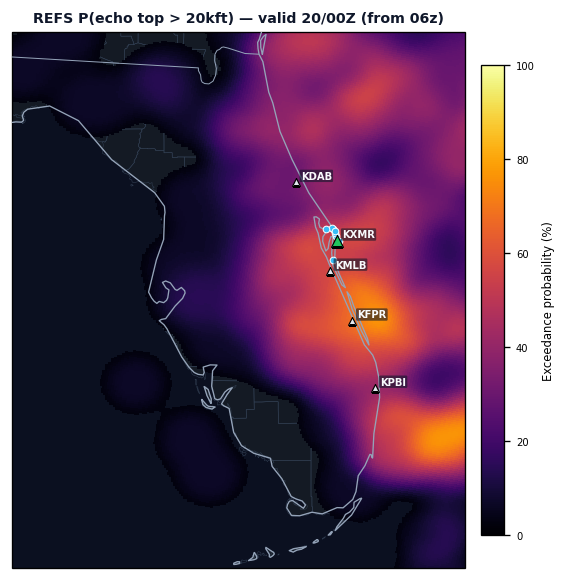 REFS P(echo top > 20kft) — valid 20/00Z (from 06z)
KDAB
KXMR
KMLB
KFPR
KPBI
100
80
60
40
20
0
Exceedance probability (%)